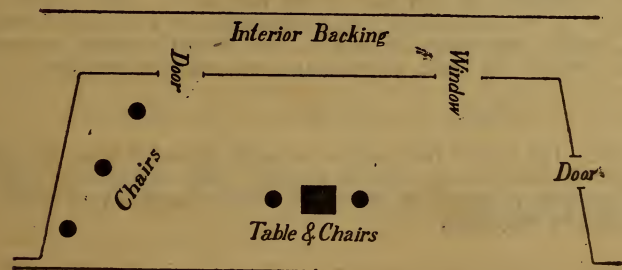 Interior Backing
Door
Window
Chairs
Door
Table & Chairs